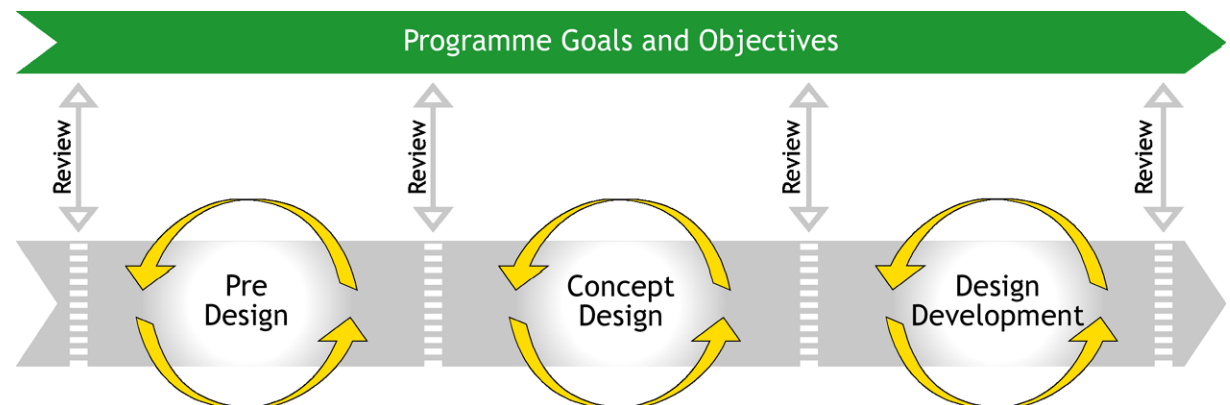 Programme Goals and Objectives
Review
Review
Review
Review
Pre
Design
Concept
Design
Design
Development